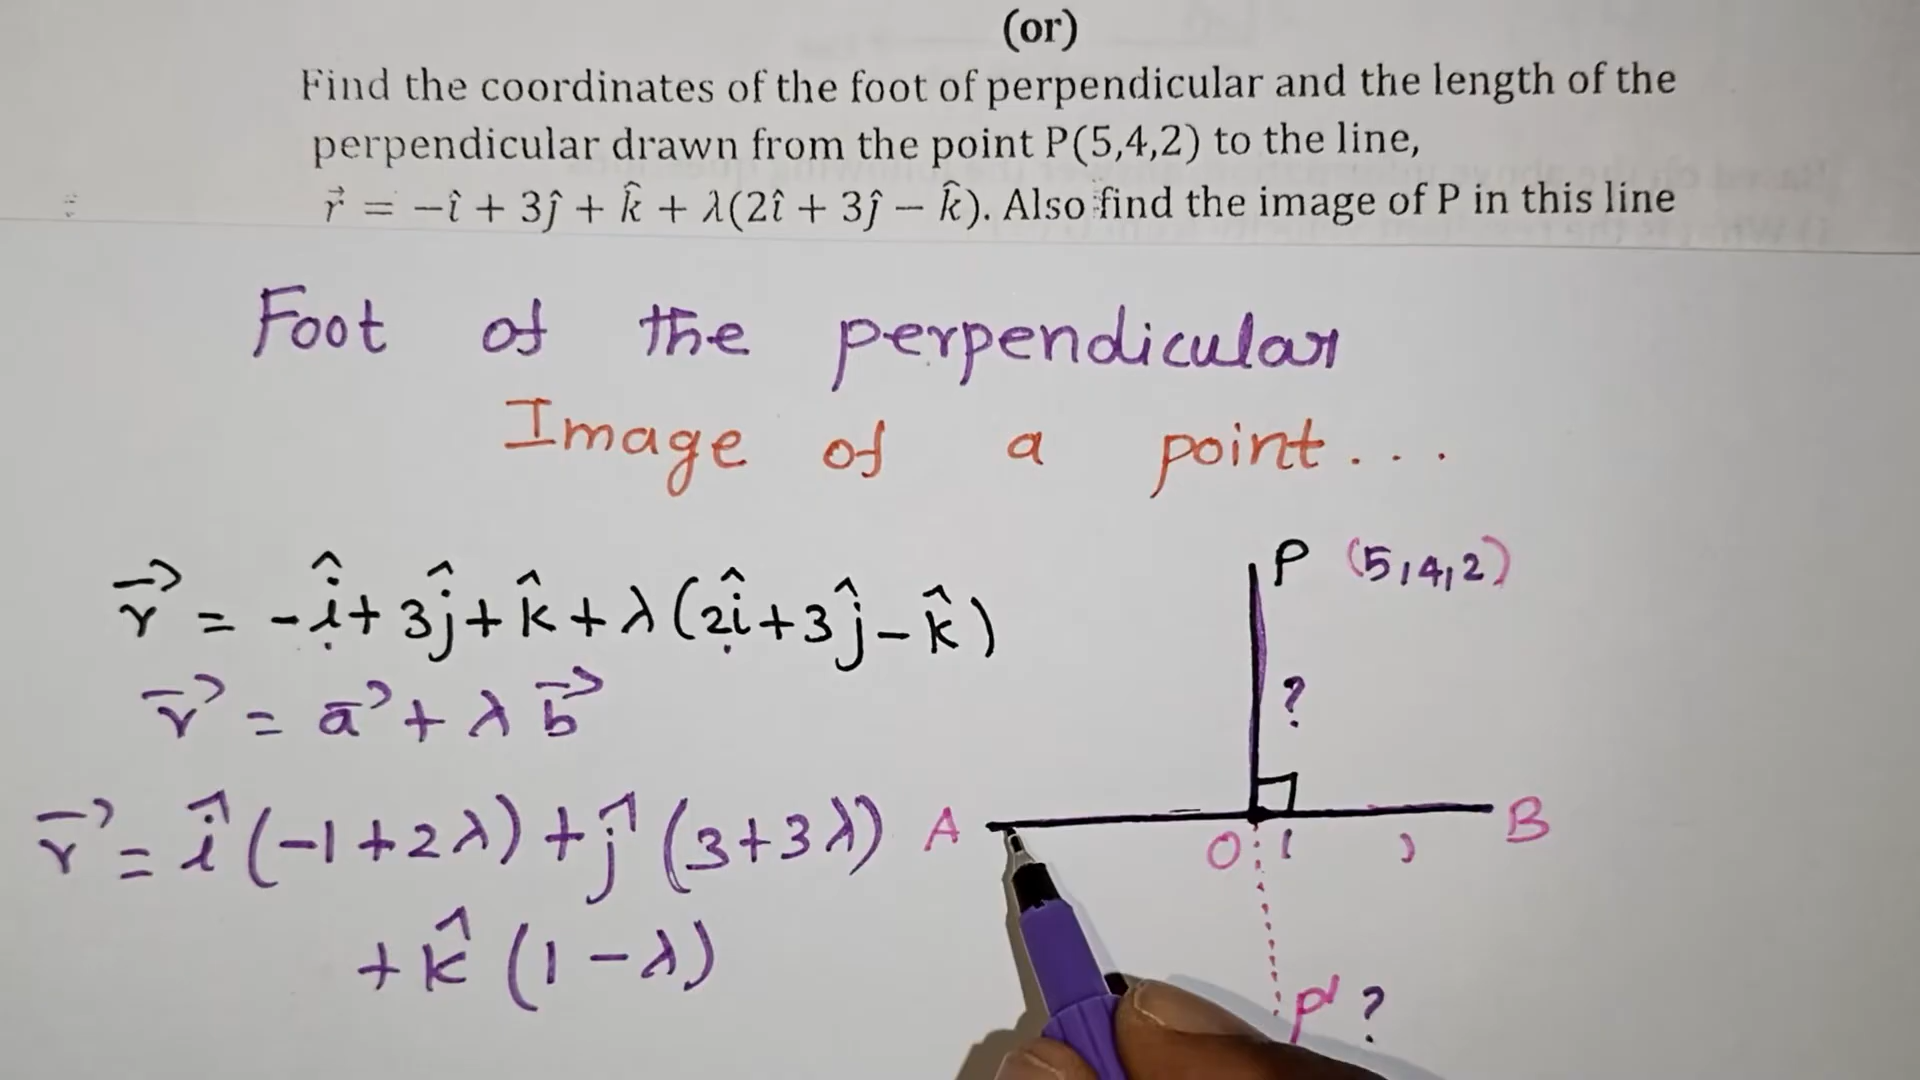 (or)
Find the coordinates of the foot of perpendicular and the length of the
perpendicular drawn from the point P(5,4,2) to the line,
r⃗ = −î + 3ĵ + k̂ + λ(2î + 3ĵ − k̂). Also find the image of P in this line
Foot of the perpendicular
Image of a point...
r⃗ = -î + 3ĵ + k̂ + λ(2î + 3ĵ - k̂)
r⃗ = a⃗ + λ b⃗
r⃗ = î(-1+2λ) + ĵ(3+3λ)
+ k̂ (1-λ)
P (5,4,2)
?
A
O ( , , )
B
P' ?